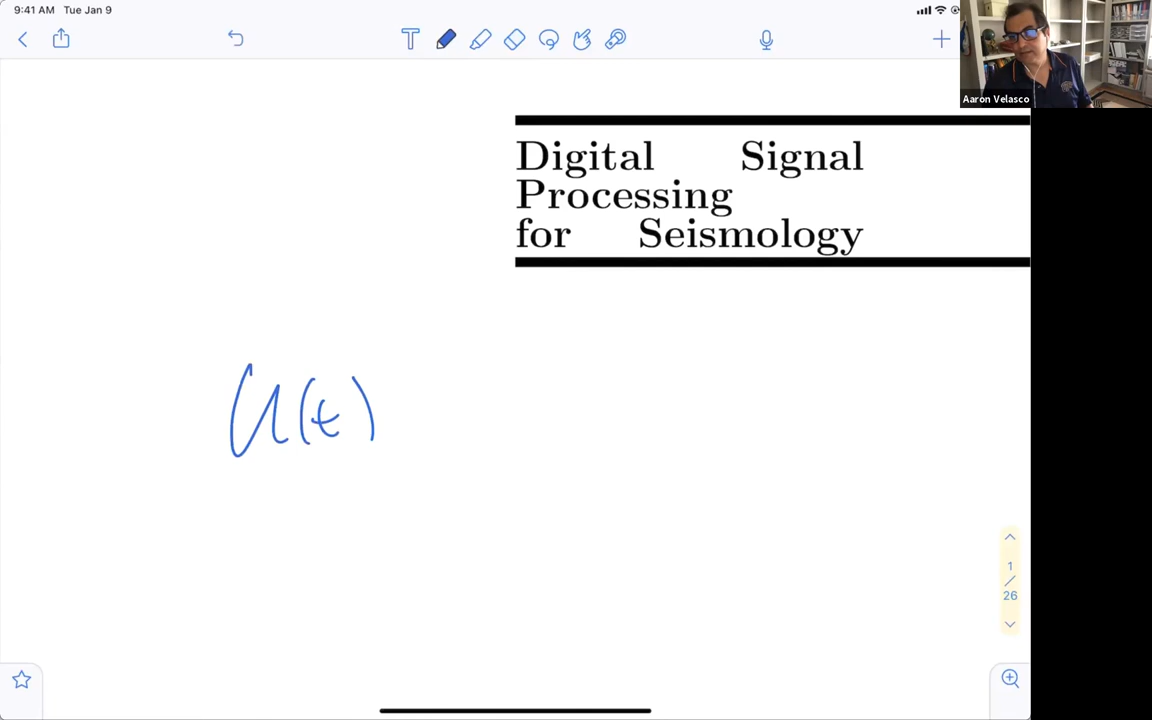 9:41 AM Tue Jan 9
Aaron Velasco
Digital Signal
Processing
for Seismology
U(t)
1
/
26